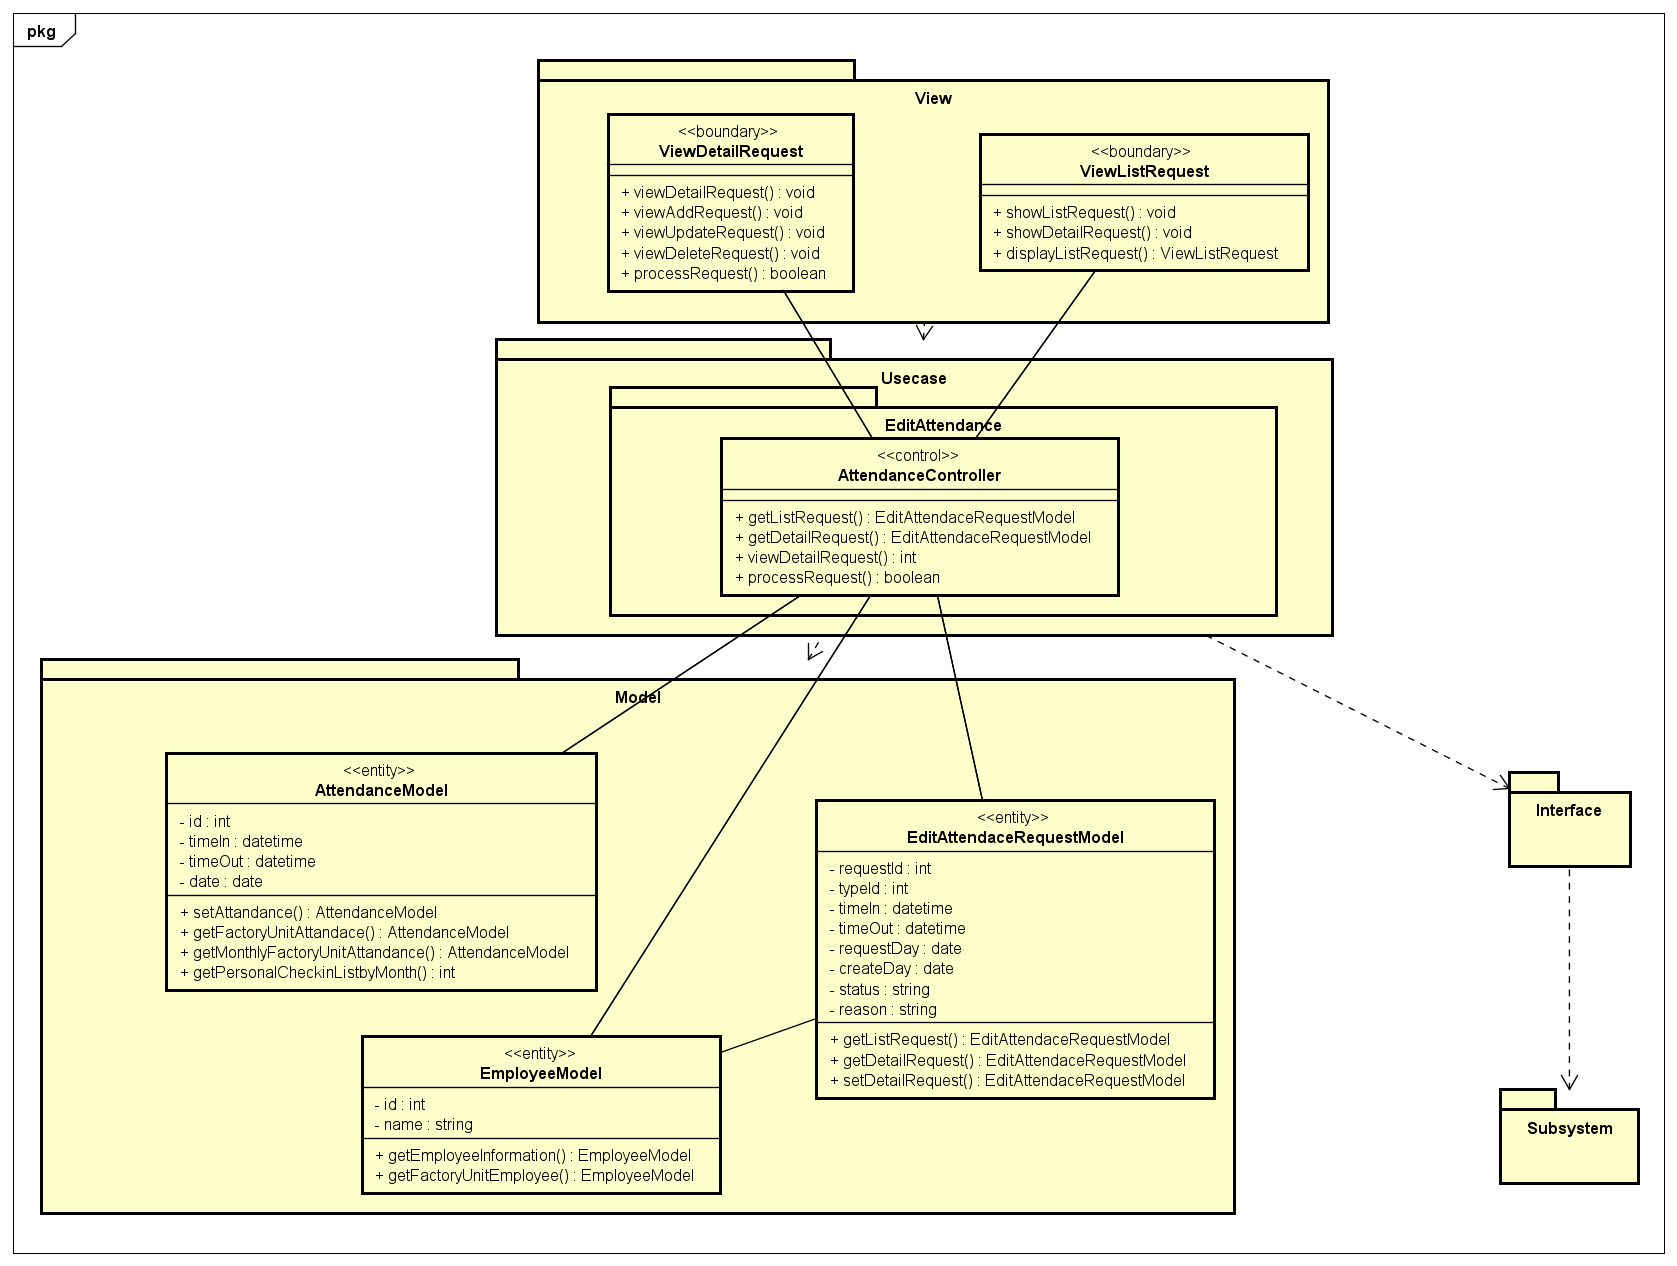 pkg
View
<<boundary>>
ViewDetailRequest
+ viewDetailRequest() : void
+ viewAddRequest() : void
+ viewUpdateRequest() : void
+ viewDeleteRequest() : void
+ processRequest() : boolean
<<boundary>>
ViewListRequest
+ showListRequest() : void
+ showDetailRequest() : void
+ displayListRequest() : ViewListRequest
Usecase
EditAttendance
<<control>>
AttendanceController
+ getListRequest() : EditAttendaceRequestModel
+ getDetailRequest() : EditAttendaceRequestModel
+ viewDetailRequest() : int
+ processRequest() : boolean
Model
<<entity>>
AttendanceModel
- id : int
- timeIn : datetime
- timeOut : datetime
- date : date
+ setAttandance() : AttendanceModel
+ getFactoryUnitAttandace() : AttendanceModel
+ getMonthlyFactoryUnitAttandance() : AttendanceModel
+ getPersonalCheckinListbyMonth() : int
<<entity>>
EditAttendaceRequestModel
- requestId : int
- typeId : int
- timeIn : datetime
- timeOut : datetime
- requestDay : date
- createDay : date
- status : string
- reason : string
+ getListRequest() : EditAttendaceRequestModel
+ getDetailRequest() : EditAttendaceRequestModel
+ setDetailRequest() : EditAttendaceRequestModel
<<entity>>
EmployeeModel
- id : int
- name : string
+ getEmployeeInformation() : EmployeeModel
+ getFactoryUnitEmployee() : EmployeeModel
Interface
Subsystem